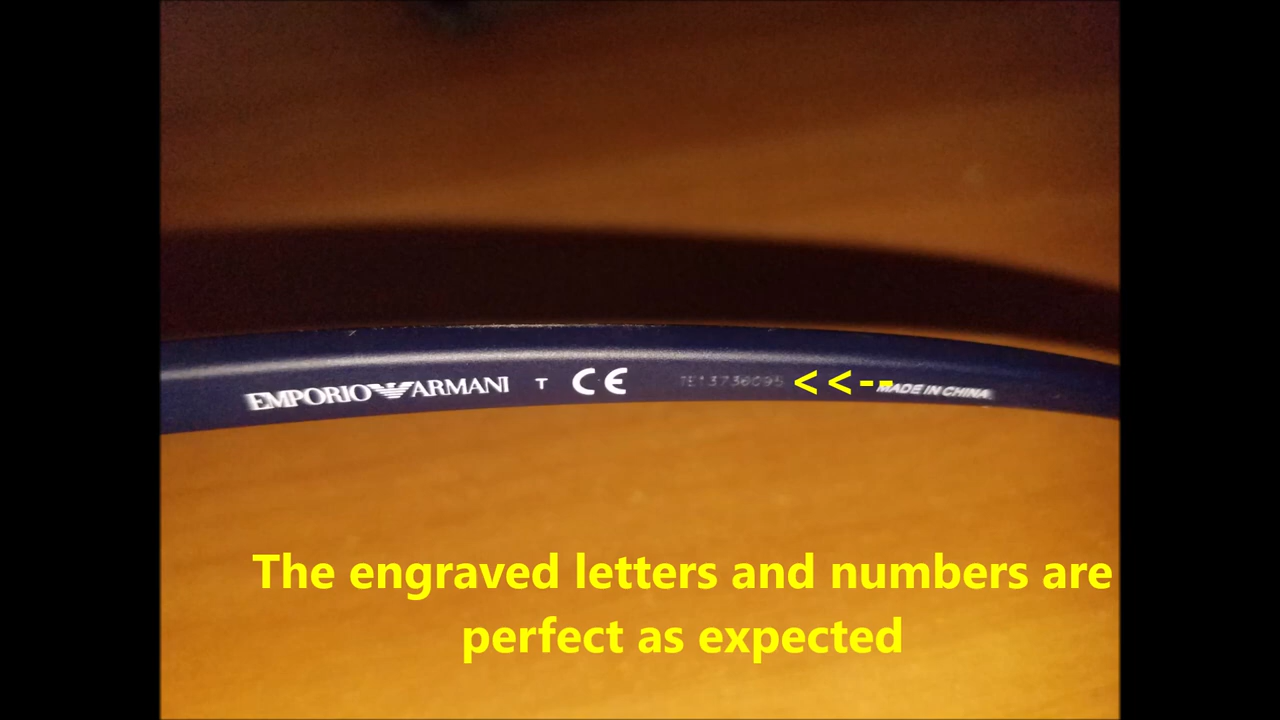 EMPORIO ARMANI T CE <<-- MADE IN CHINA
The engraved letters and numbers are
perfect as expected